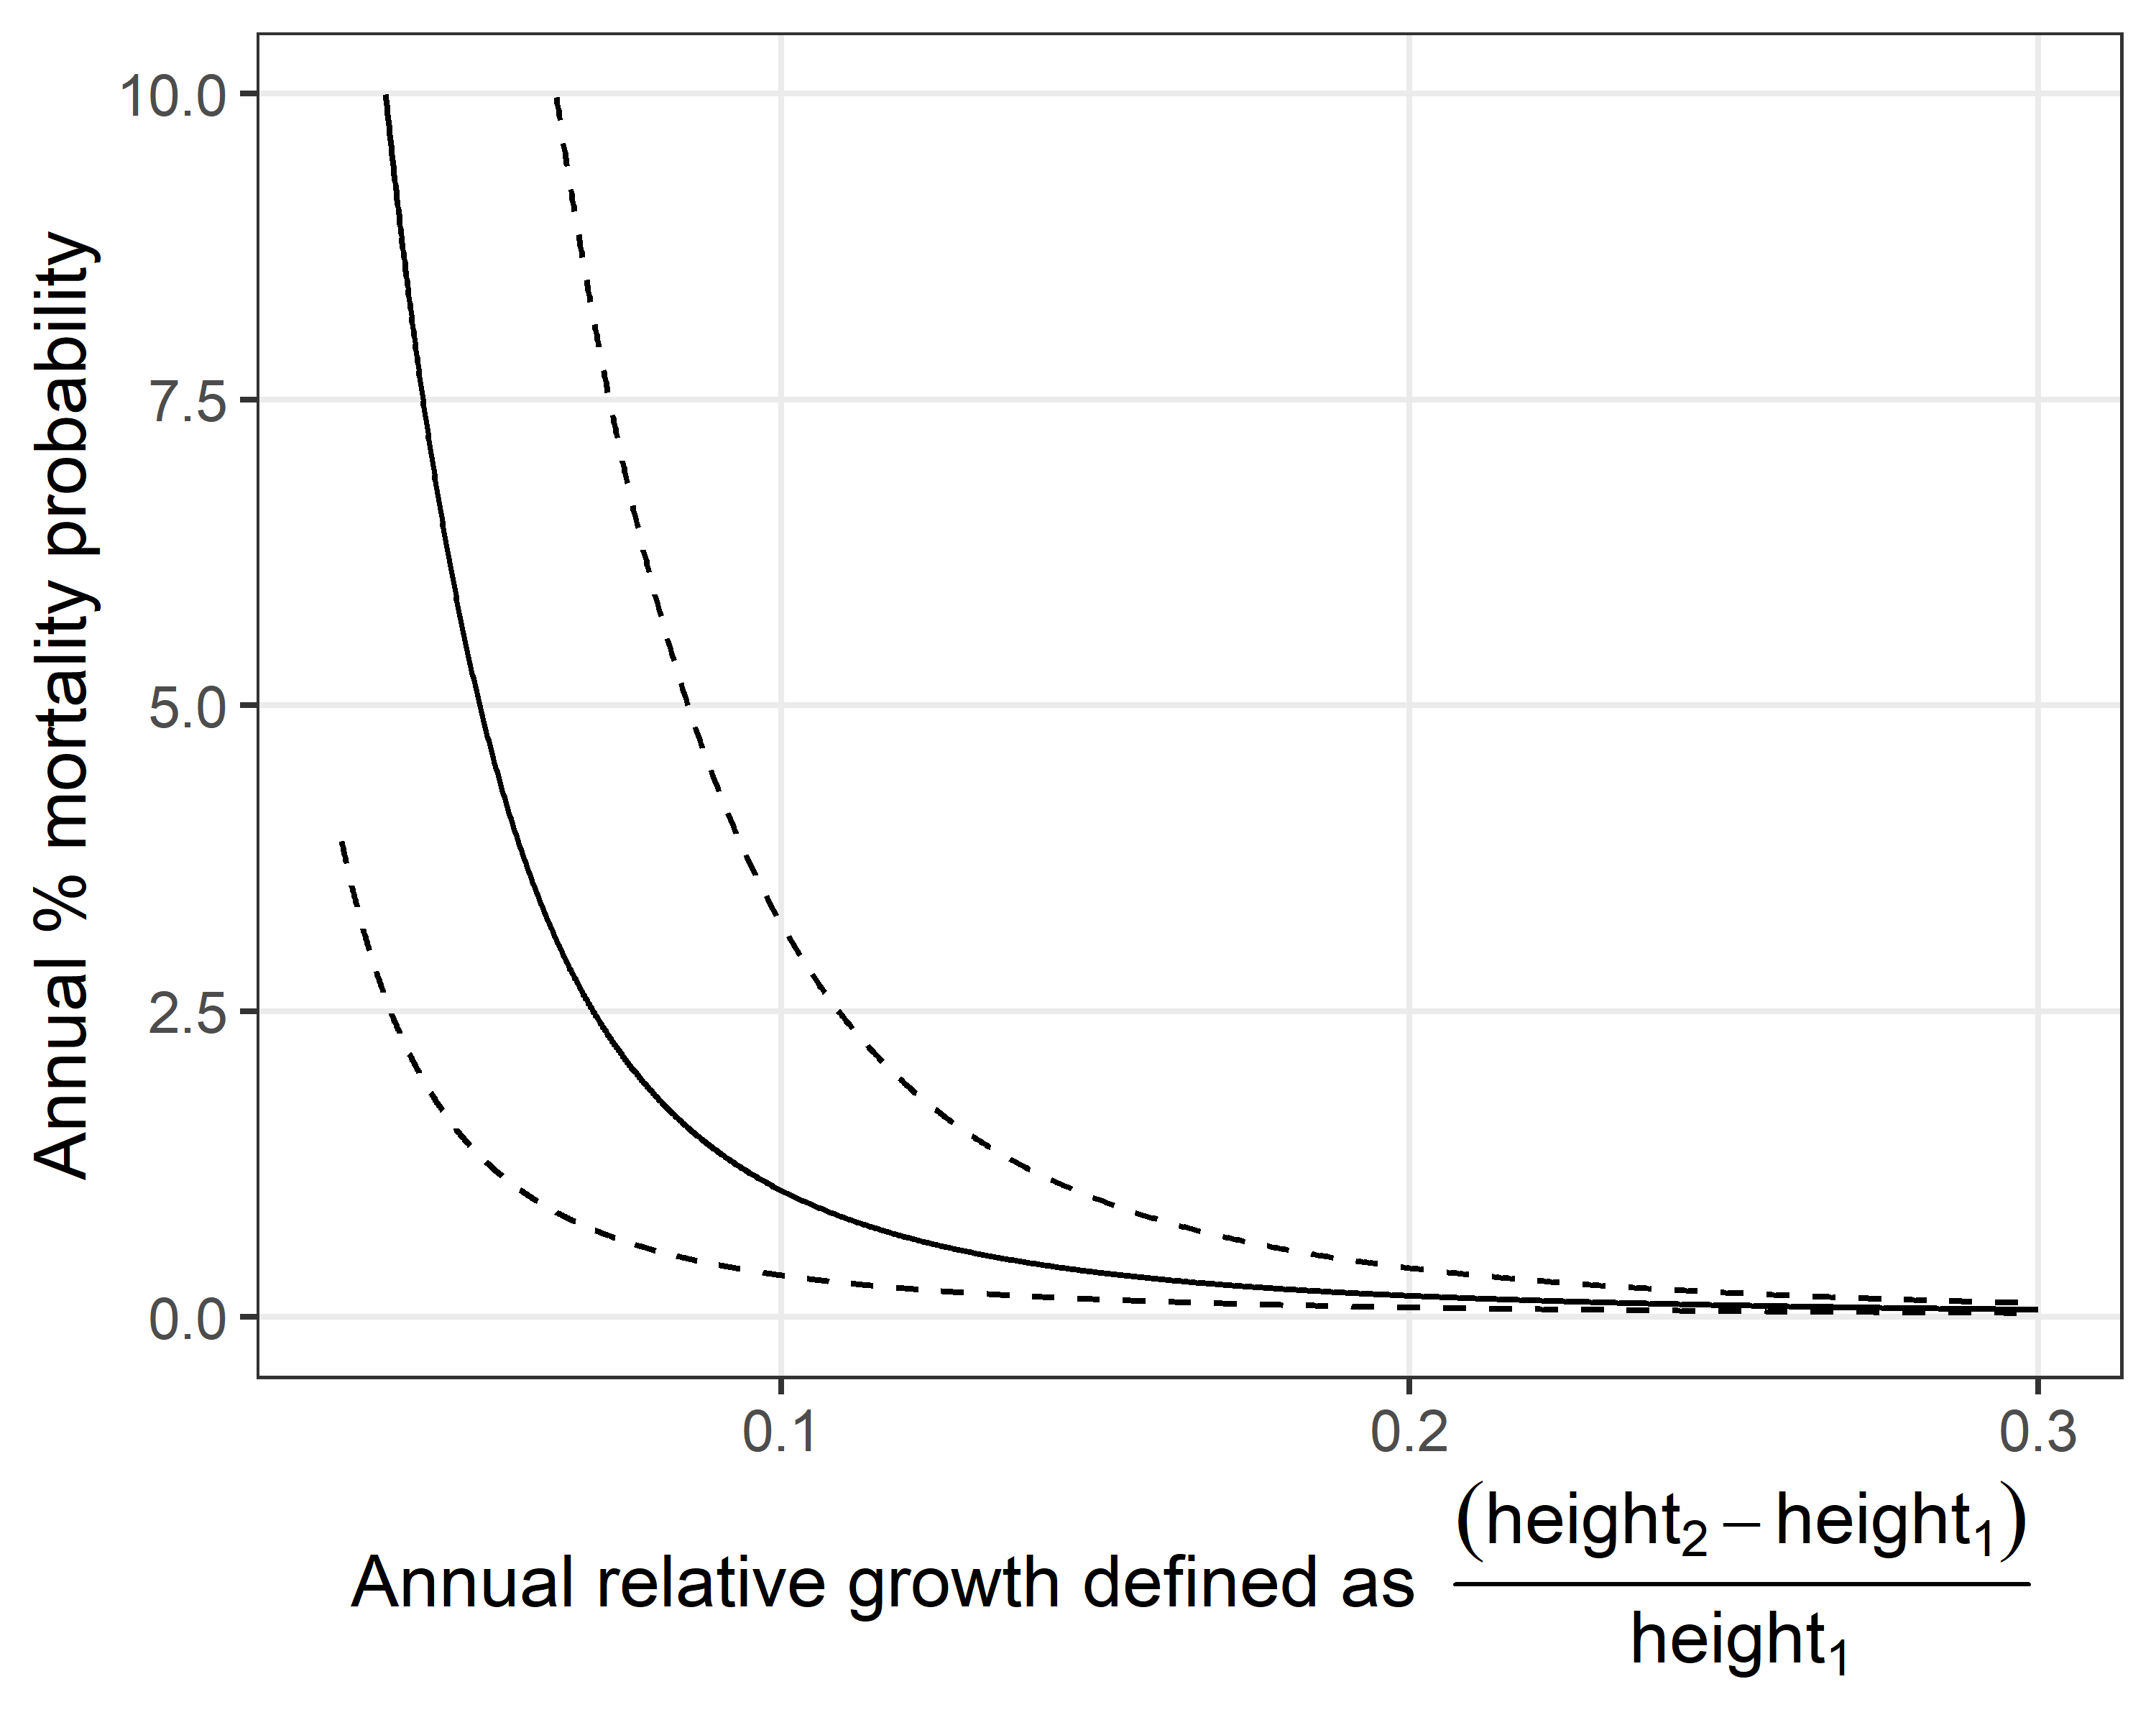 Annual % mortality probability
10.0
7.5
5.0
2.5
0.0
0.1 0.2 0.3
Annual relative growth defined as (height₂ − height₁)
height₁